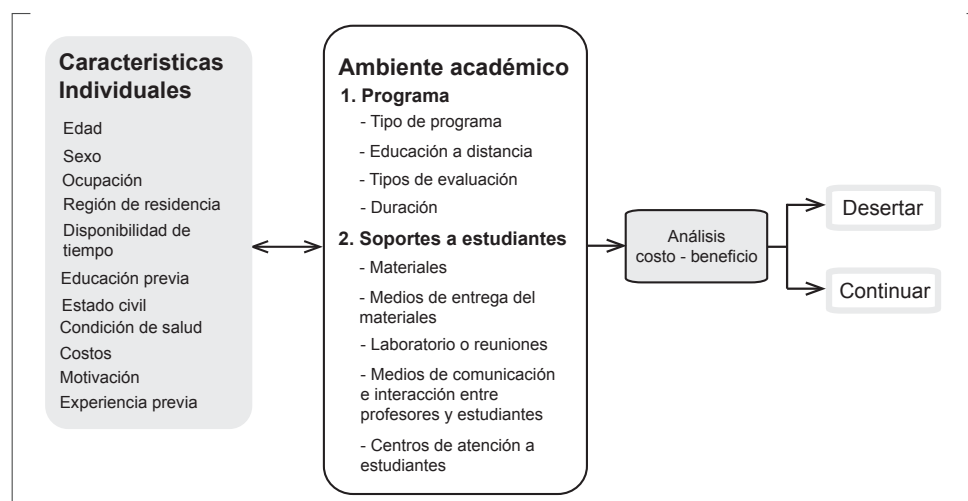 Caracteristicas
Individuales
Edad
Sexo
Ocupación
Región de residencia
Disponibilidad de
tiempo
Educación previa
Estado civil
Condición de salud
Costos
Motivación
Experiencia previa
Ambiente académico
1. Programa
- Tipo de programa
- Educación a distancia
- Tipos de evaluación
- Duración
2. Soportes a estudiantes
- Materiales
- Medios de entrega del
materiales
- Laboratorio o reuniones
- Medios de comunicación
e interacción entre
profesores y estudiantes
- Centros de atención a
estudiantes
Análisis
costo - beneficio
Desertar
Continuar